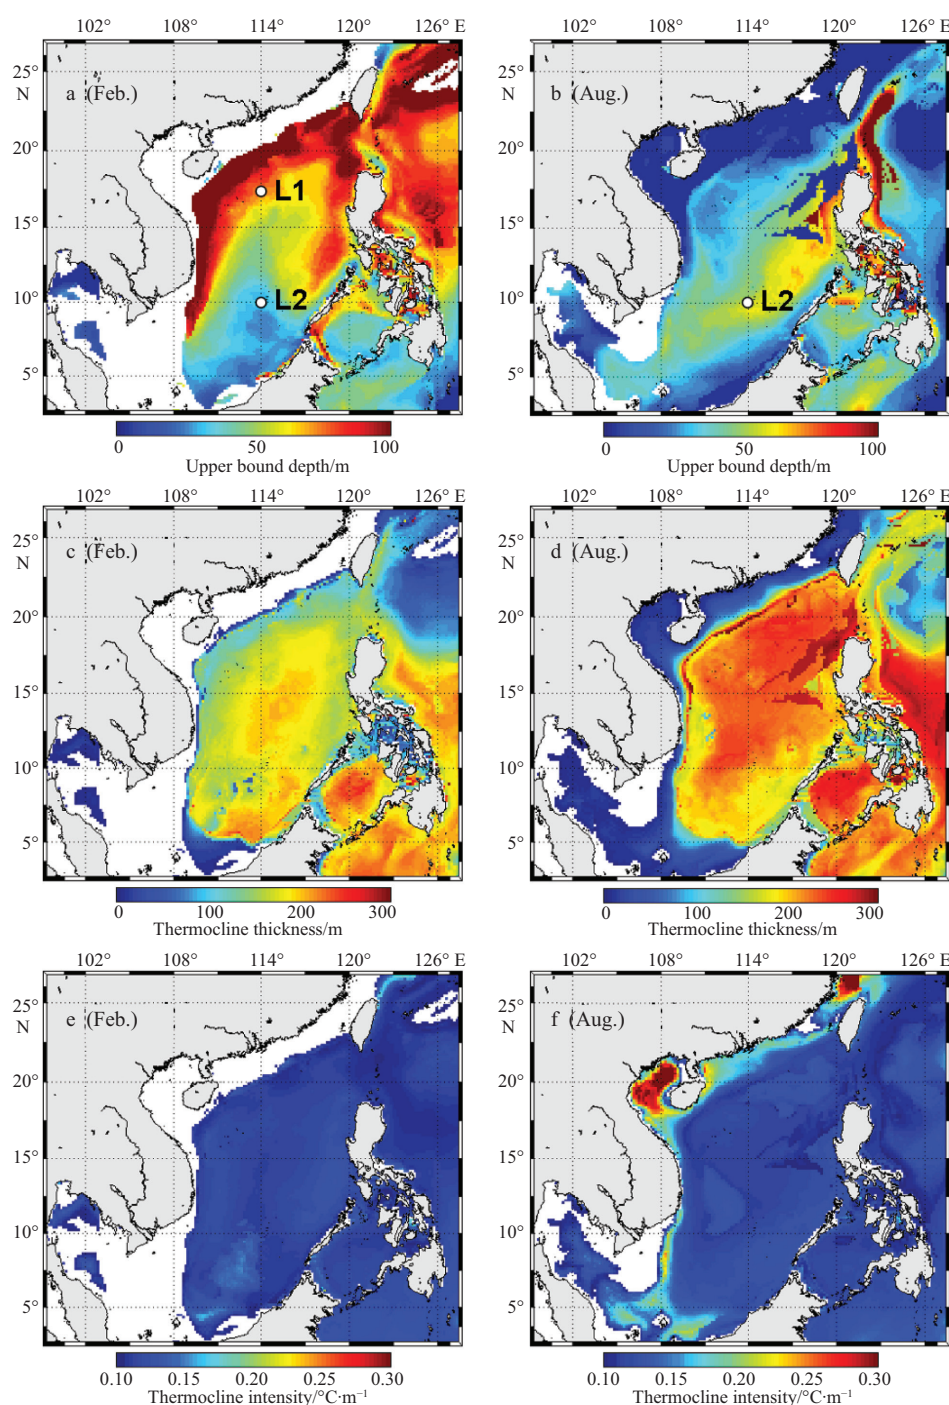 102° 108° 114° 120° 126° E
25°
N
a (Feb.)
20°
L1
15°
L2
10°
5°
0 50 100
Upper bound depth/m
102° 108° 114° 120° 126° E
25°
N
b (Aug.)
20°
15°
10°
L2
5°
0 50 100
Upper bound depth/m
102° 108° 114° 120° 126° E
25°
N
c (Feb.)
20°
15°
10°
5°
0 100 200 300
Thermocline thickness/m
102° 108° 114° 120° 126° E
25°
N
d (Aug.)
20°
15°
10°
5°
0 100 200 300
Thermocline thickness/m
102° 108° 114° 120° 126° E
25°
N
e (Feb.)
20°
15°
10°
5°
0.10 0.15 0.20 0.25 0.30
Thermocline intensity/°C·m⁻¹
102° 108° 114° 120° 126° E
25°
N
f (Aug.)
20°
15°
10°
5°
0.10 0.15 0.20 0.25 0.30
Thermocline intensity/°C·m⁻¹